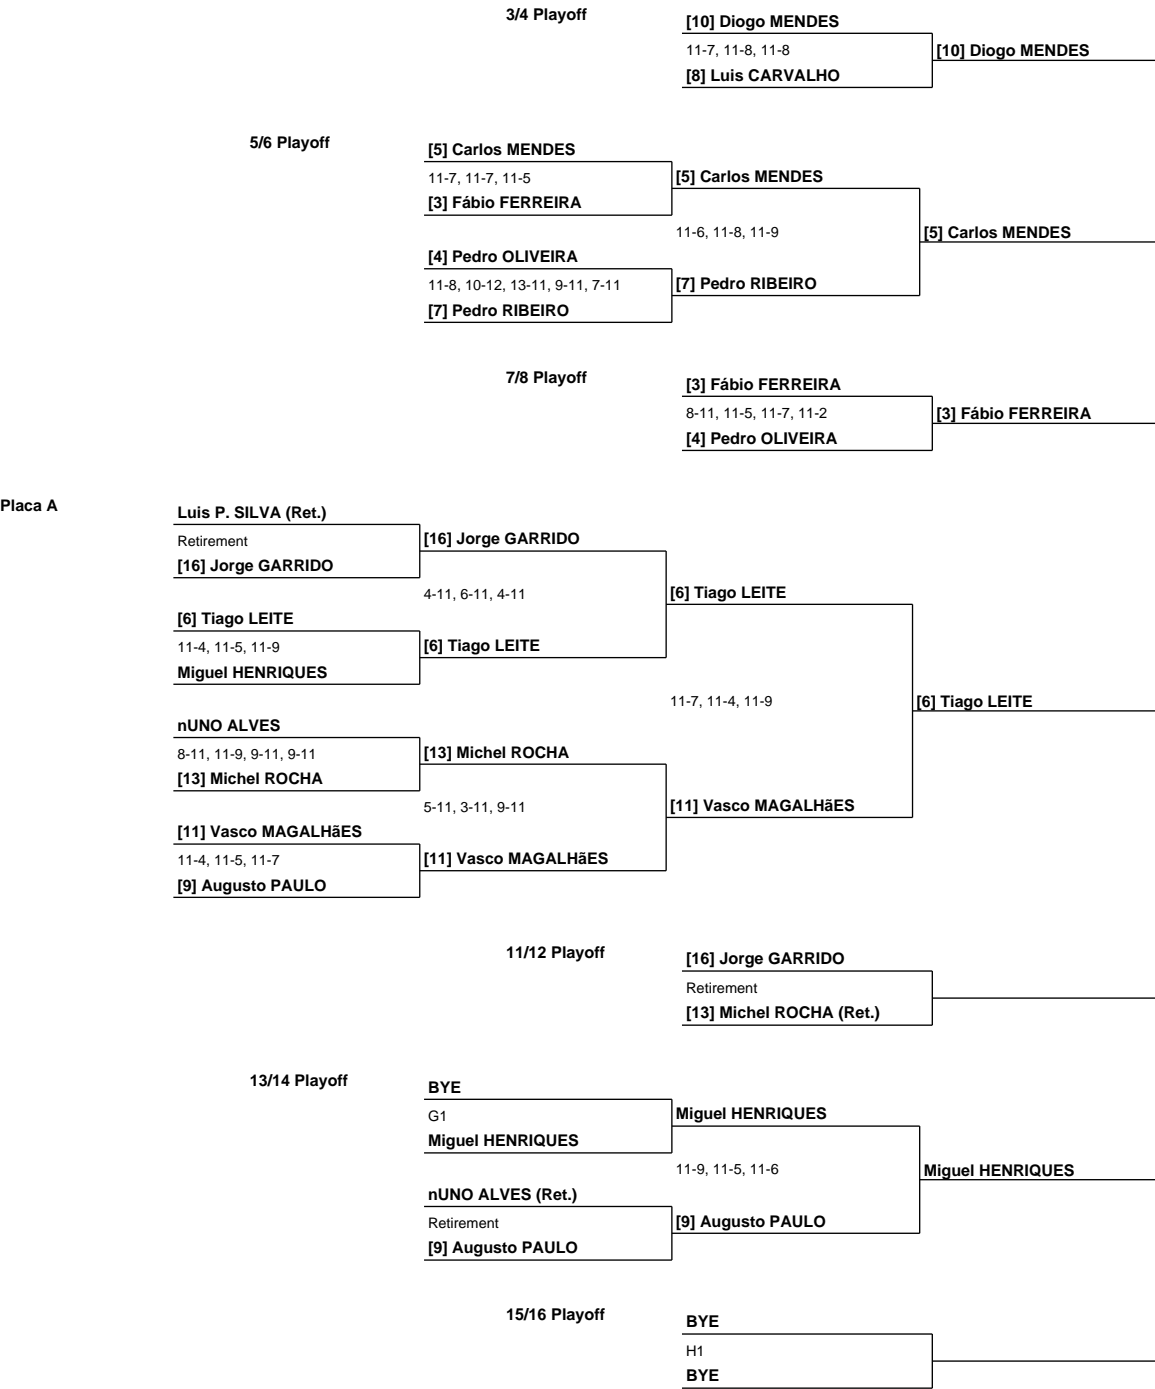 3/4 Playoff
[10] Diogo MENDES
11-7, 11-8, 11-8
[10] Diogo MENDES
[8] Luis CARVALHO
5/6 Playoff
[5] Carlos MENDES
11-7, 11-7, 11-5
[5] Carlos MENDES
[3] Fábio FERREIRA
11-6, 11-8, 11-9
[5] Carlos MENDES
[4] Pedro OLIVEIRA
11-8, 10-12, 13-11, 9-11, 7-11
[7] Pedro RIBEIRO
[7] Pedro RIBEIRO
7/8 Playoff
[3] Fábio FERREIRA
8-11, 11-5, 11-7, 11-2
[3] Fábio FERREIRA
[4] Pedro OLIVEIRA
Placa A
Luis P. SILVA (Ret.)
Retirement
[16] Jorge GARRIDO
[16] Jorge GARRIDO
4-11, 6-11, 4-11
[6] Tiago LEITE
[6] Tiago LEITE
11-4, 11-5, 11-9
[6] Tiago LEITE
Miguel HENRIQUES
11-7, 11-4, 11-9
[6] Tiago LEITE
nUNO ALVES
8-11, 11-9, 9-11, 9-11
[13] Michel ROCHA
[13] Michel ROCHA
5-11, 3-11, 9-11
[11] Vasco MAGALHãES
[11] Vasco MAGALHãES
11-4, 11-5, 11-7
[11] Vasco MAGALHãES
[9] Augusto PAULO
11/12 Playoff
[16] Jorge GARRIDO
Retirement
[13] Michel ROCHA (Ret.)
13/14 Playoff
BYE
G1
Miguel HENRIQUES
Miguel HENRIQUES
11-9, 11-5, 11-6
Miguel HENRIQUES
nUNO ALVES (Ret.)
Retirement
[9] Augusto PAULO
[9] Augusto PAULO
15/16 Playoff
BYE
H1
BYE